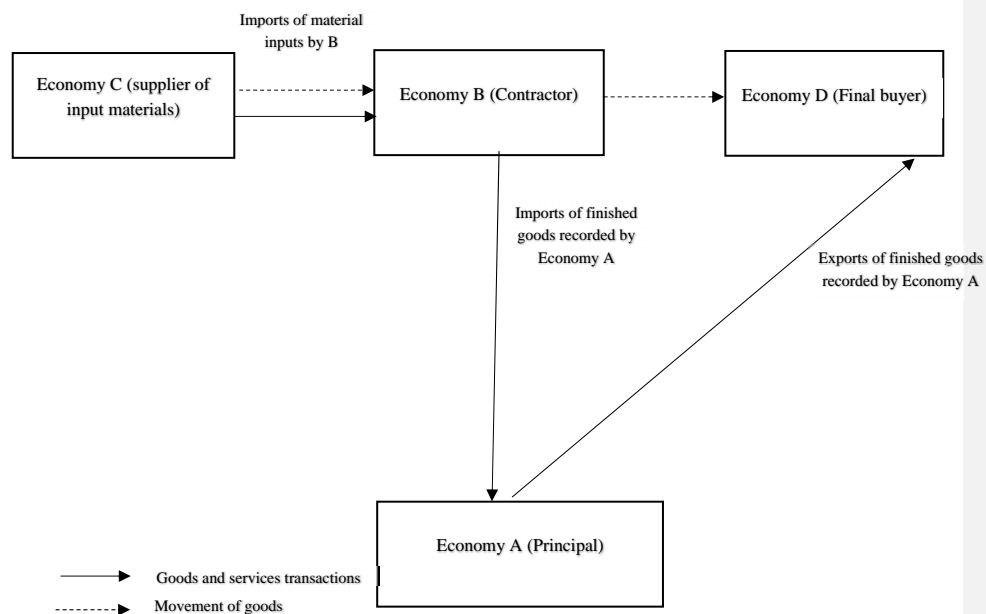 Imports of material
inputs by B
Economy C (supplier of
input materials)
Economy B (Contractor)
Economy D (Final buyer)
Imports of finished
goods recorded by
Economy A
Exports of finished goods
recorded by Economy A
Economy A (Principal)
Goods and services transactions
Movement of goods